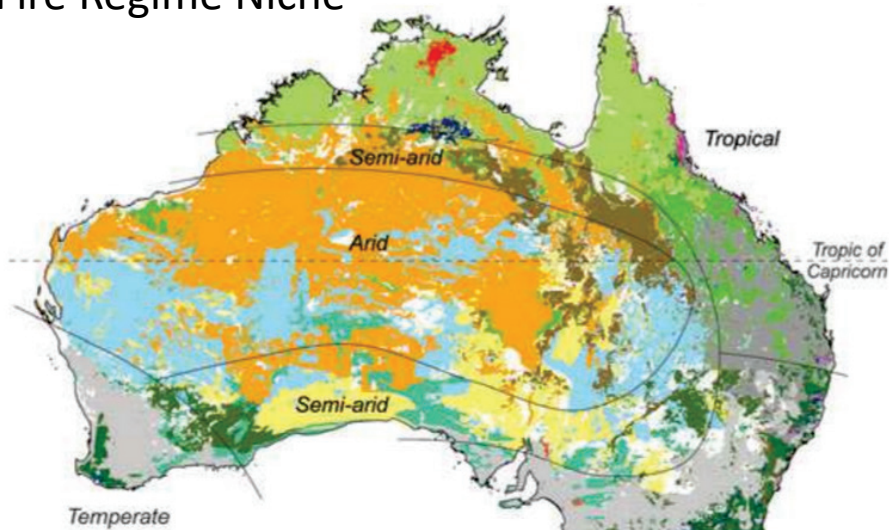 Fire Regime Niche
Tropical
Semi-arid
Arid
Tropic of
Capricorn
Semi-arid
Temperate